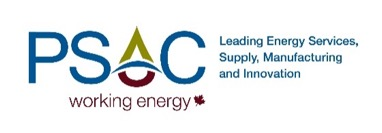 PSAC
working energy
Leading Energy Services,
Supply, Manufacturing
and Innovation